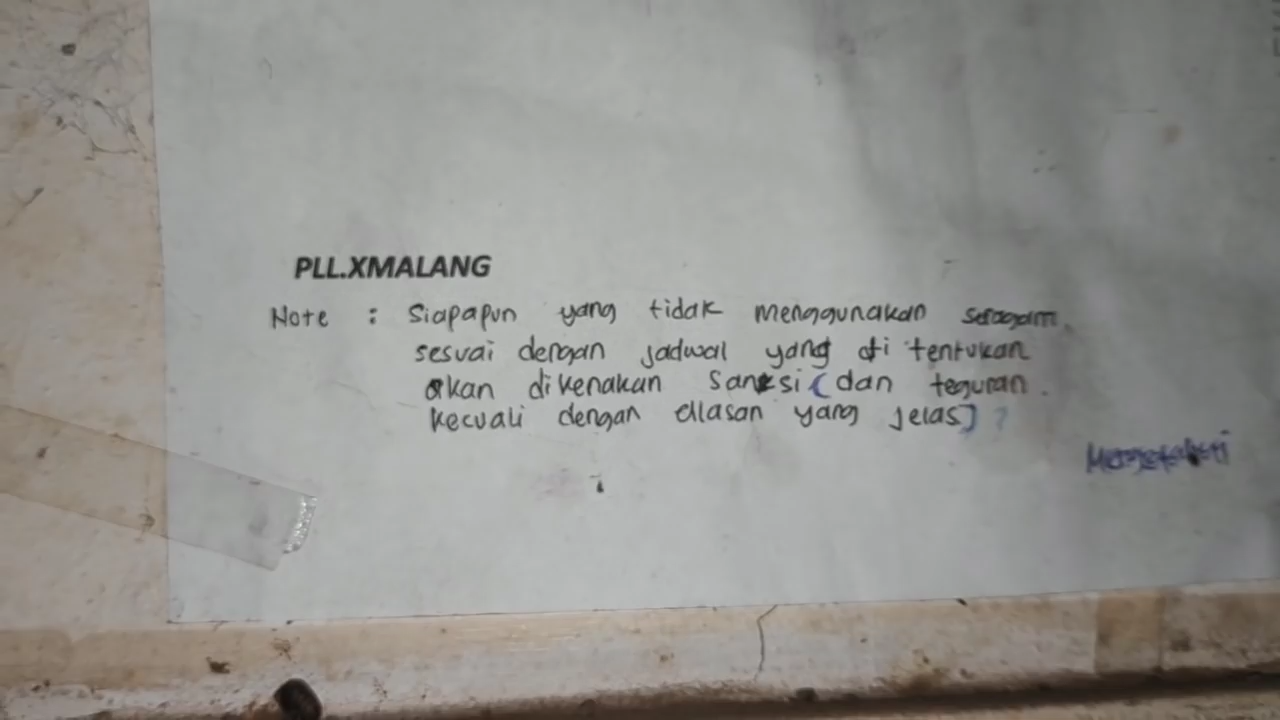 PLL.XMALANG
Note : Siapapun yang tidak menggunakan seragam
sesuai dengan jadwal yang di tentukan
akan dikenakan Sanksi ( dan teguran.
kecuali dengan alasan yang jelas ] ?
Mengetahui